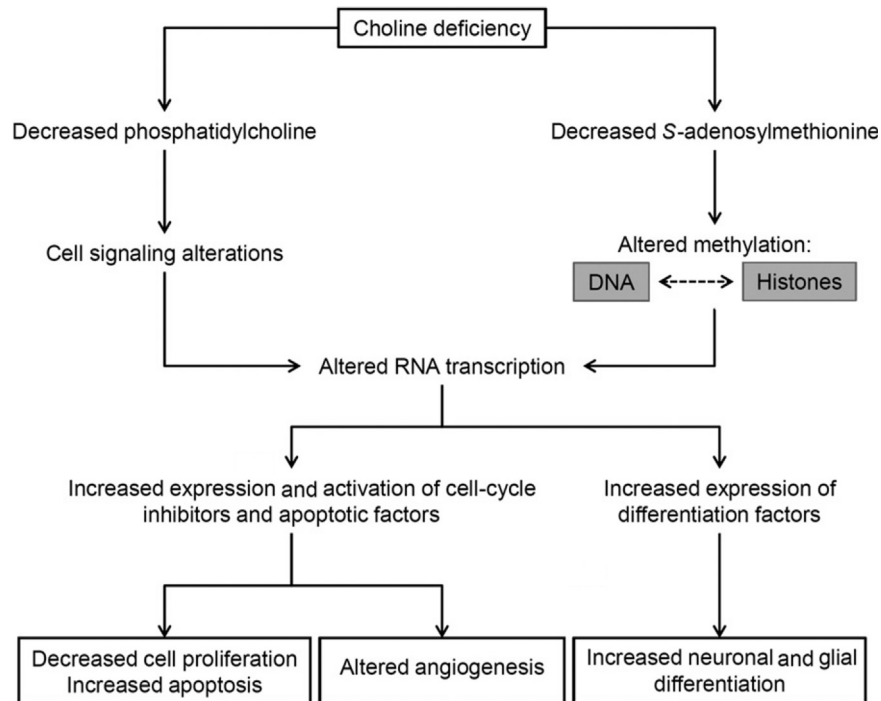 Choline deficiency
Decreased phosphatidylcholine
Decreased S-adenosylmethionine
Cell signaling alterations
Altered methylation:
DNA
Histones
Altered RNA transcription
Increased expression and activation of cell-cycle
inhibitors and apoptotic factors
Increased expression of
differentiation factors
Decreased cell proliferation
Increased apoptosis
Altered angiogenesis
Increased neuronal and glial
differentiation